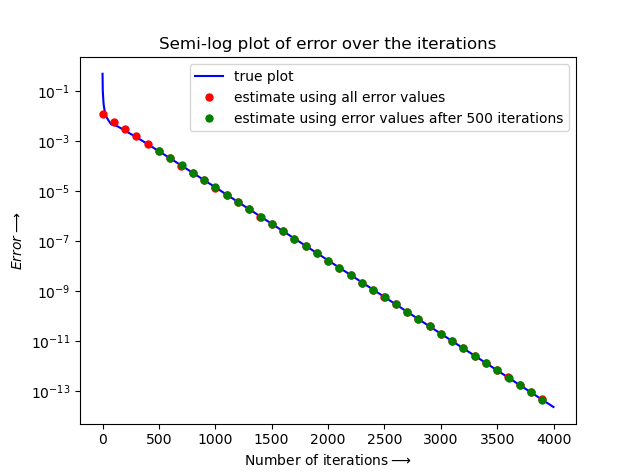 Semi-log plot of error over the iterations
true plot
estimate using all error values
estimate using error values after 500 iterations
Error ⟶
10⁻¹
10⁻³
10⁻⁵
10⁻⁷
10⁻⁹
10⁻¹¹
10⁻¹³
0 500 1000 1500 2000 2500 3000 3500 4000
Number of iterations ⟶